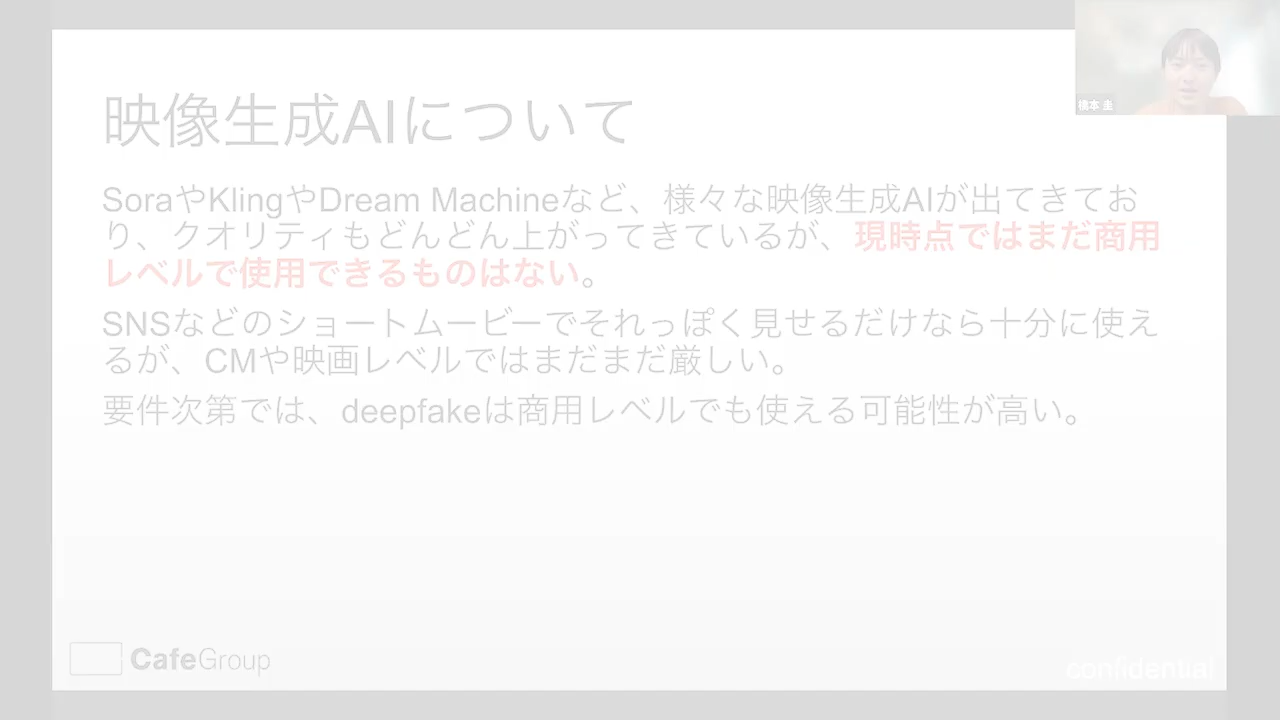 映像生成AIについて
SoraやKlingやDream Machineなど、様々な映像生成AIが出てきてお
り、クオリティもどんどん上がってきているが、現時点ではまだ商用
レベルで使用できるものはない。
SNSなどのショートムービーでそれっぽく見せるだけなら十分に使え
るが、CMや映画レベルではまだまだ厳しい。
要件次第では、deepfakeは商用レベルでも使える可能性が高い。
橋本 圭
CafeGroup
confidential